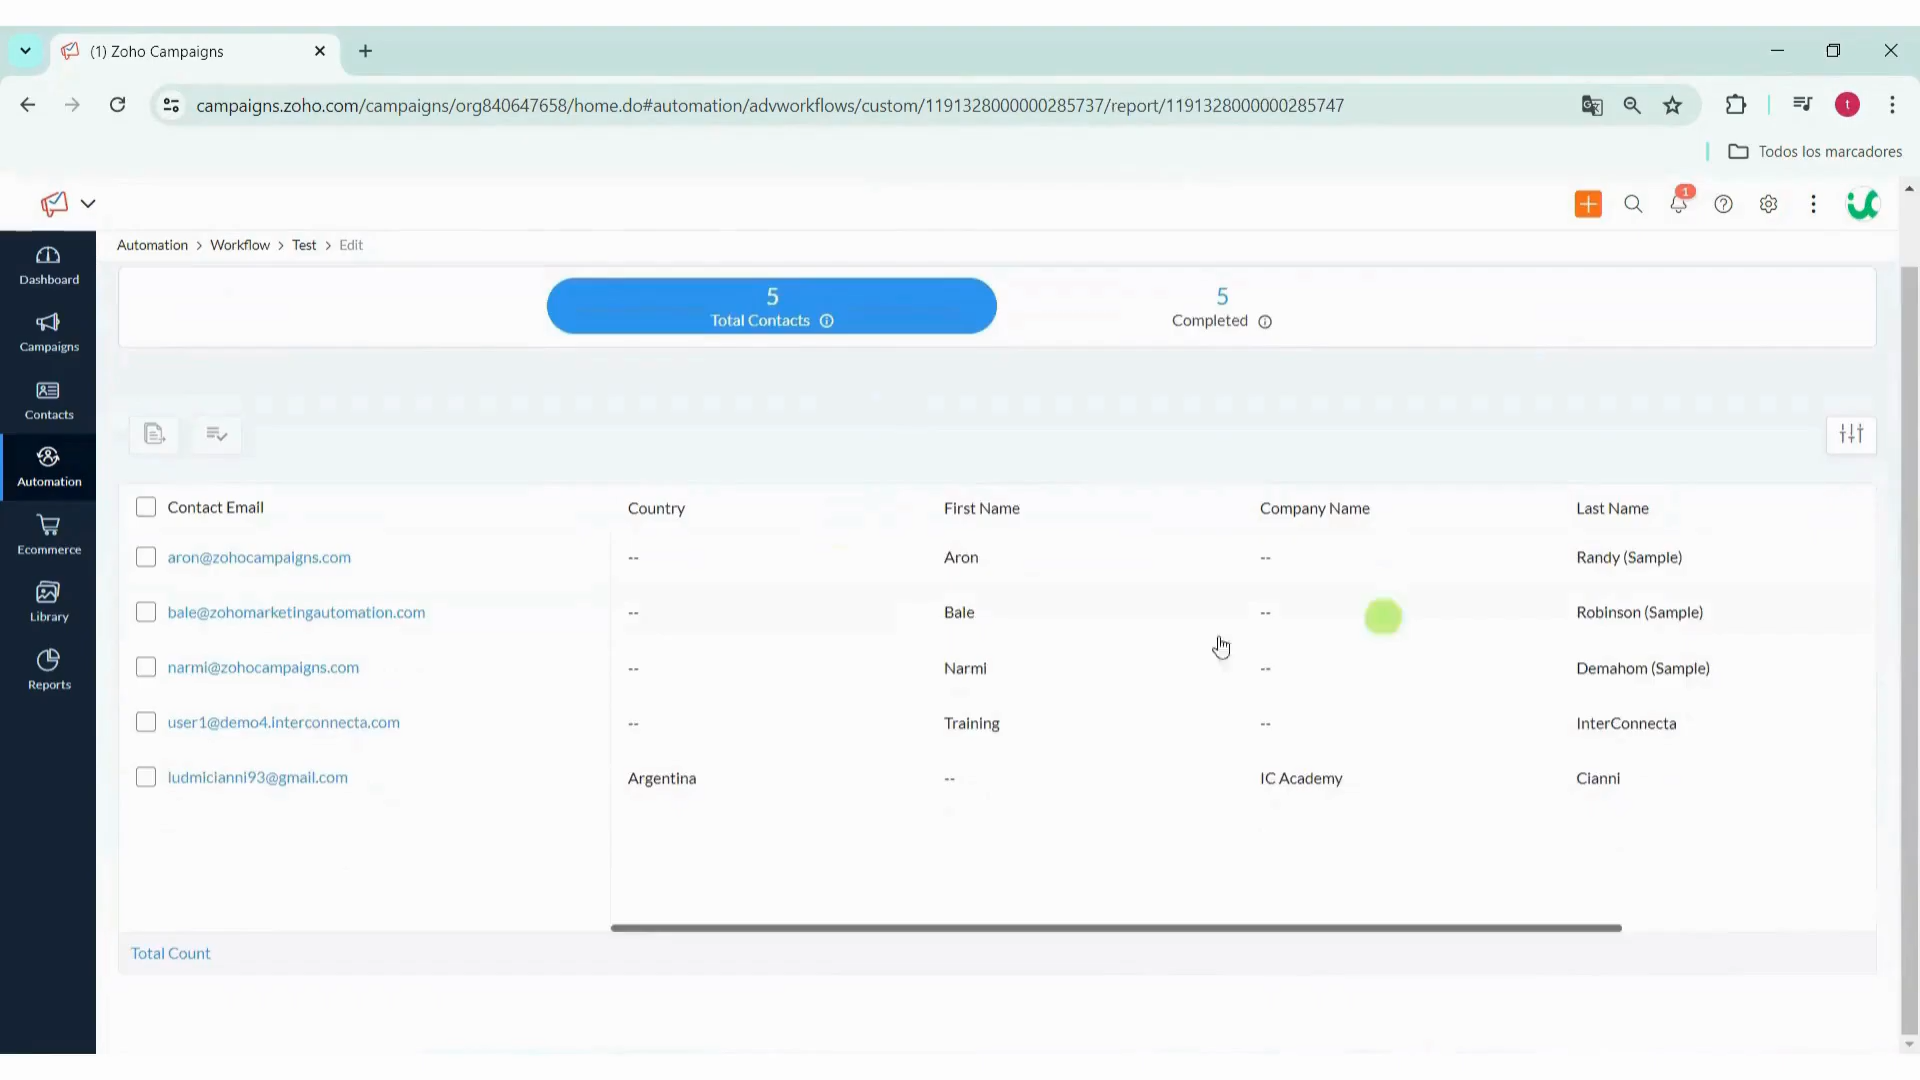 (1) Zoho Campaigns
campaigns.zoho.com/campaigns/org840647658/home.do#automation/advworkflows/custom/1191328000000285737/report/1191328000000285747
t
Todos los marcadores
1
Automation > Workflow > Test > Edit
Dashboard
Campaigns
Contacts
Automation
Ecommerce
Library
Reports
5
Total Contacts
5
Completed
Contact Email Country First Name Company Name Last Name
aron@zohocampaigns.com -- Aron -- Randy (Sample)
bale@zohomarketingautomation.com -- Bale -- Robinson (Sample)
narmi@zohocampaigns.com -- Narmi -- Demahom (Sample)
user1@demo4.interconnecta.com -- Training -- InterConnecta
ludmicianni93@gmail.com Argentina -- IC Academy Cianni
Total Count